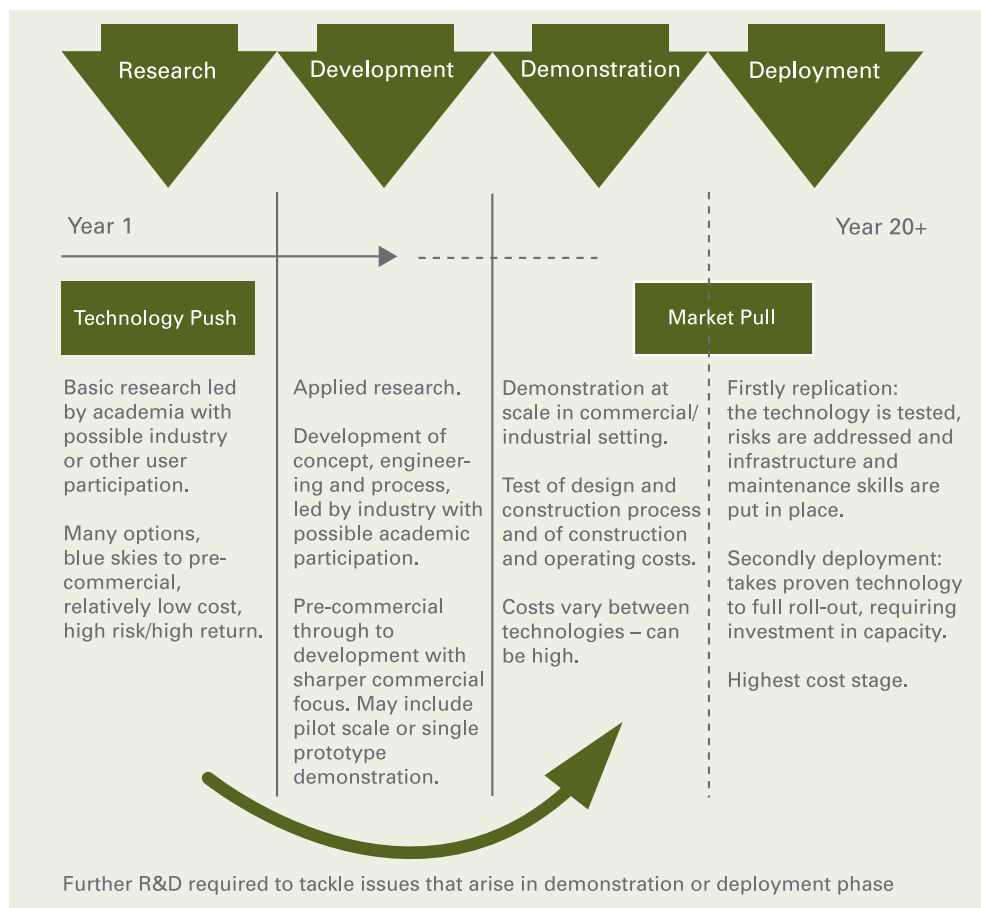 Research
Development
Demonstration
Deployment
Year 1
Year 20+
Technology Push
Market Pull
Basic research led
by academia with
possible industry
or other user
participation.
Many options,
blue skies to pre-
commercial,
relatively low cost,
high risk/high return.
Applied research.
Development of
concept, engineer-
ing and process,
led by industry with
possible academic
participation.
Pre-commercial
through to
development with
sharper commercial
focus. May include
pilot scale or single
prototype
demonstration.
Demonstration at
scale in commercial/
industrial setting.
Test of design and
construction process
and of construction
and operating costs.
Costs vary between
technologies – can
be high.
Firstly replication:
the technology is tested,
risks are addressed and
infrastructure and
maintenance skills are
put in place.
Secondly deployment:
takes proven technology
to full roll-out, requiring
investment in capacity.
Highest cost stage.
Further R&D required to tackle issues that arise in demonstration or deployment phase